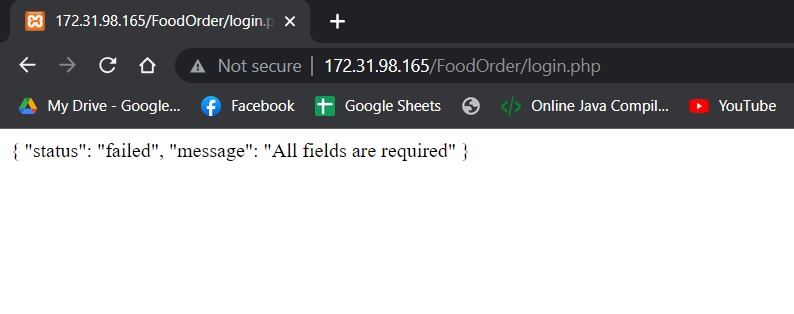 172.31.98.165/FoodOrder/login.p
Not secure | 172.31.98.165/FoodOrder/login.php
My Drive - Google... Facebook Google Sheets Online Java Compil... YouTube
{ "status": "failed", "message": "All fields are required" }